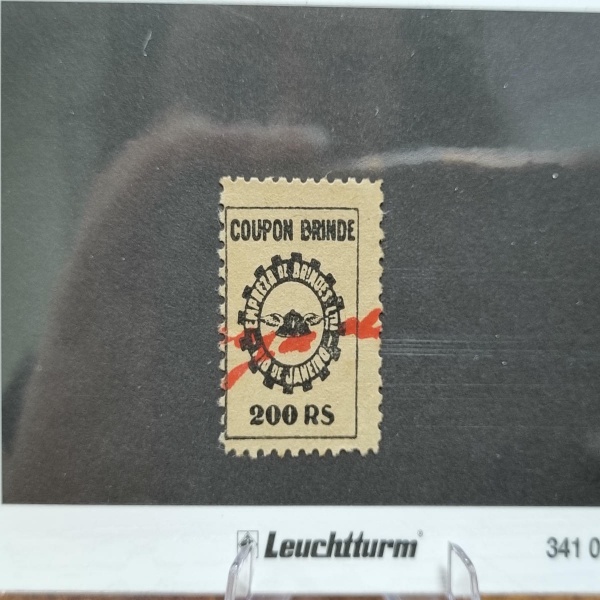 COUPON BRINDE
EMPREZA DE BRINDES LTD
RIO DE JANEIRO
200 RS
Leuchtturm
341 0